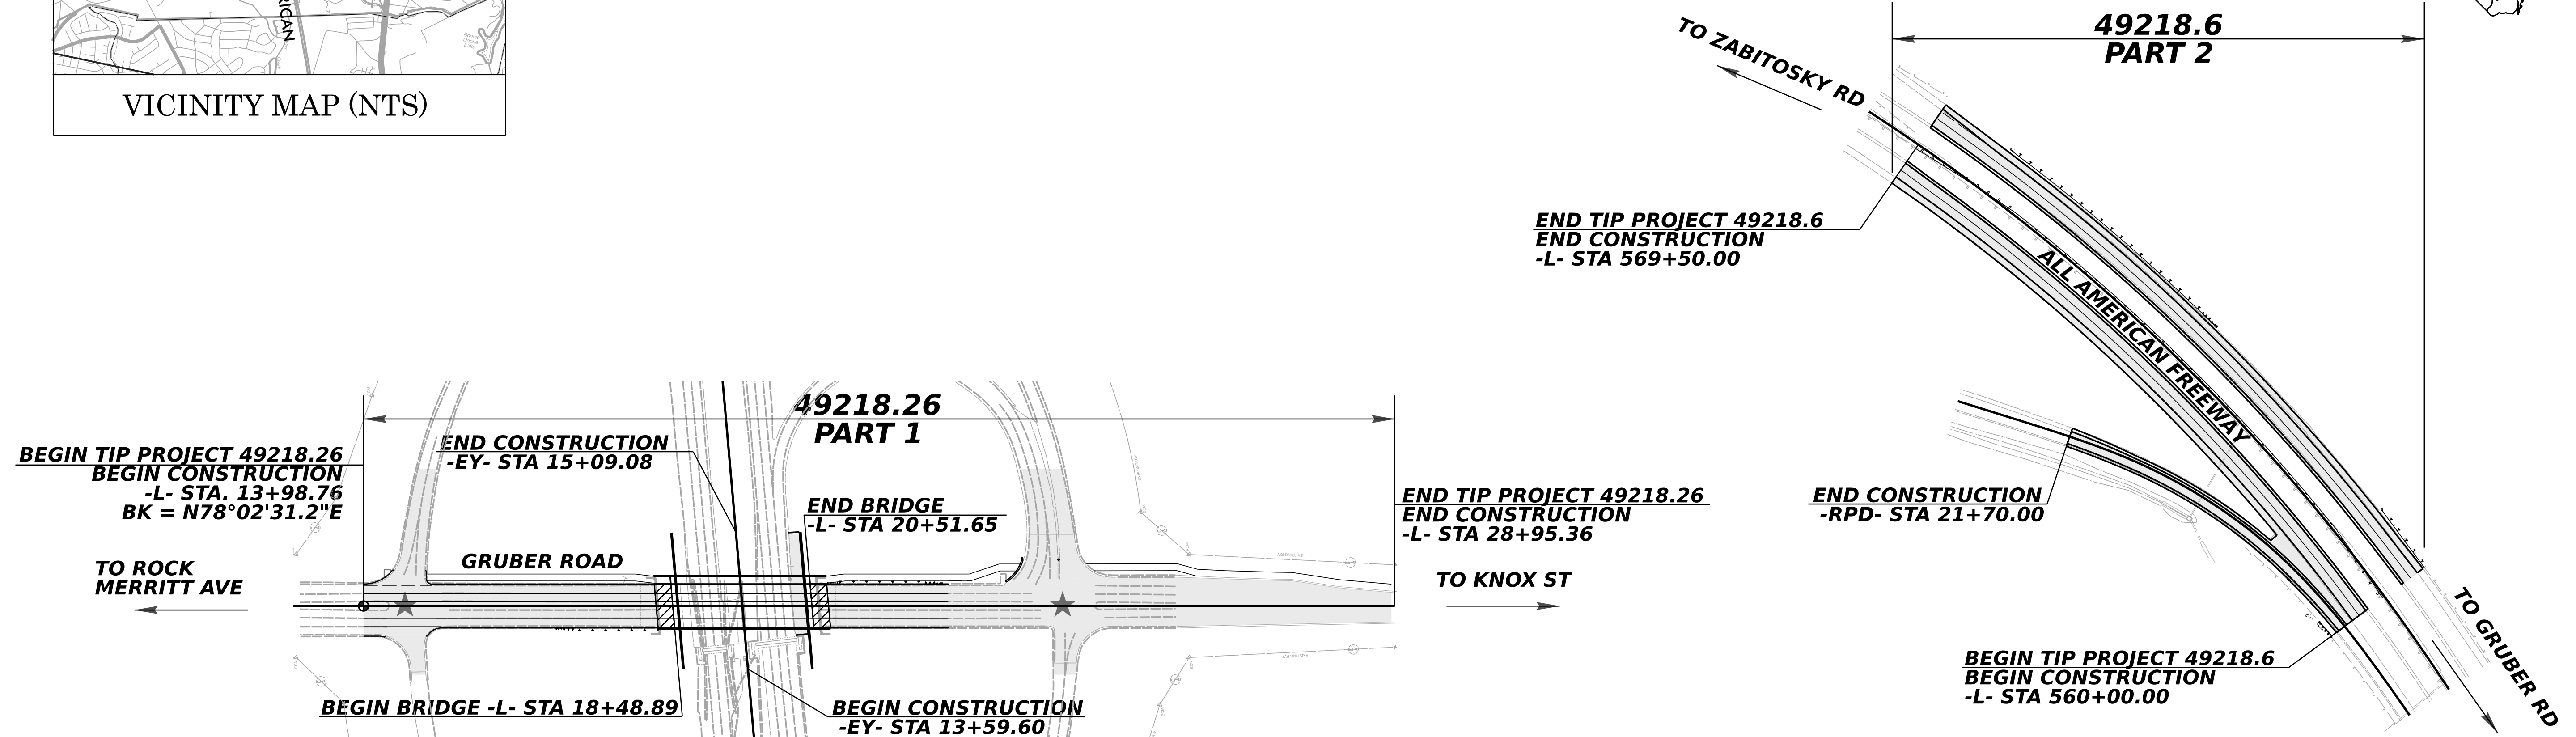 RICAN
Boonie
Doone
Lake
VICINITY MAP (NTS)
49218.6
PART 2
TO ZABITOSKY RD
END TIP PROJECT 49218.6
END CONSTRUCTION
-L- STA 569+50.00
ALL AMERICAN FREEWAY
49218.26
PART 1
BEGIN TIP PROJECT 49218.26
BEGIN CONSTRUCTION
-L- STA. 13+98.76
BK = N78°02'31.2"E
END CONSTRUCTION
-EY- STA 15+09.08
END BRIDGE
-L- STA 20+51.65
END TIP PROJECT 49218.26
END CONSTRUCTION
-L- STA 28+95.36
END CONSTRUCTION
-RPD- STA 21+70.00
GRUBER ROAD
TO ROCK
MERRITT AVE
TO KNOX ST
BEGIN BRIDGE -L- STA 18+48.89
BEGIN CONSTRUCTION
-EY- STA 13+59.60
BEGIN TIP PROJECT 49218.6
BEGIN CONSTRUCTION
-L- STA 560+00.00
TO GRUBER RD